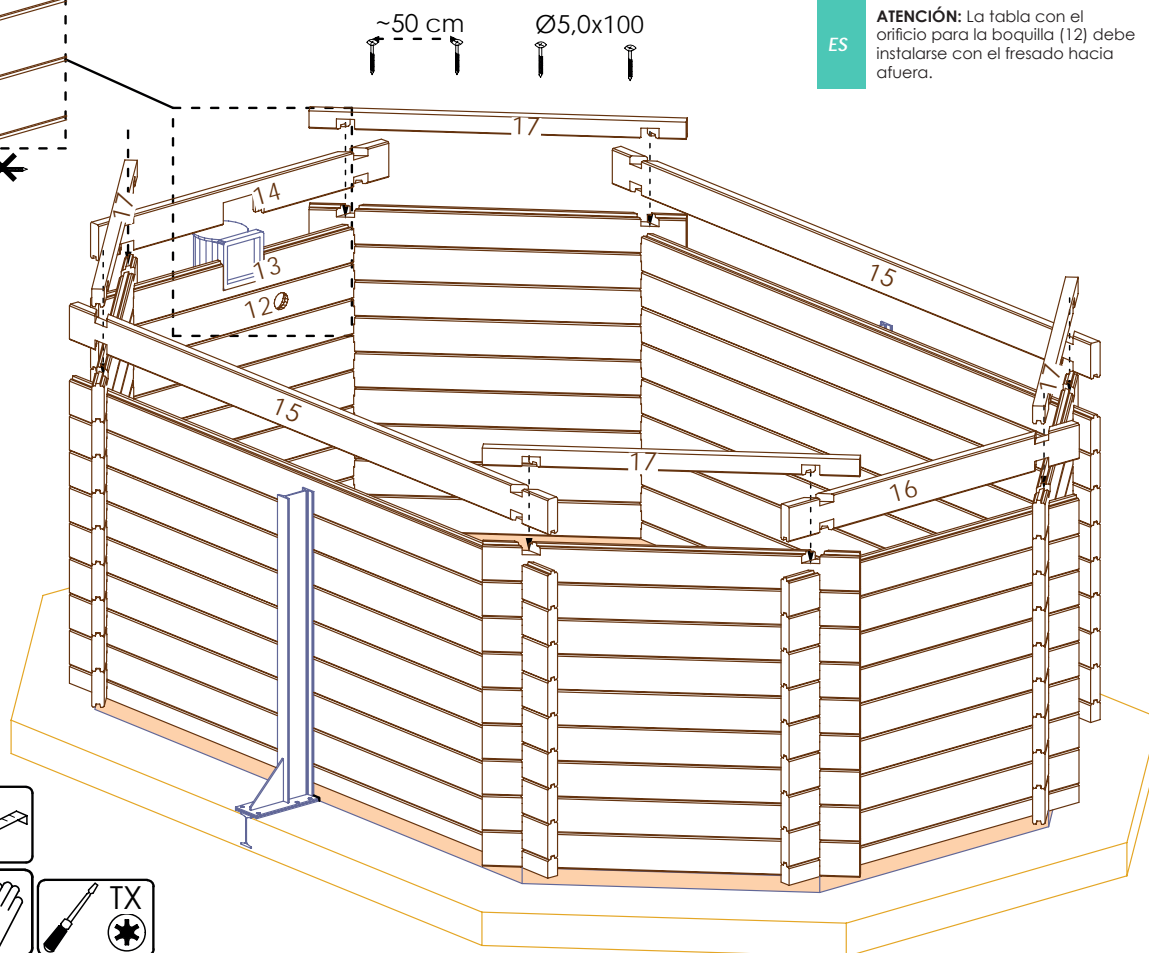 ~50 cm
Ø5,0x100
ES
ATENCIÓN: La tabla con el
orificio para la boquilla (12) debe
instalarse con el fresado hacia
afuera.
17
14
17
13
12
15
15
17
17
16
TX